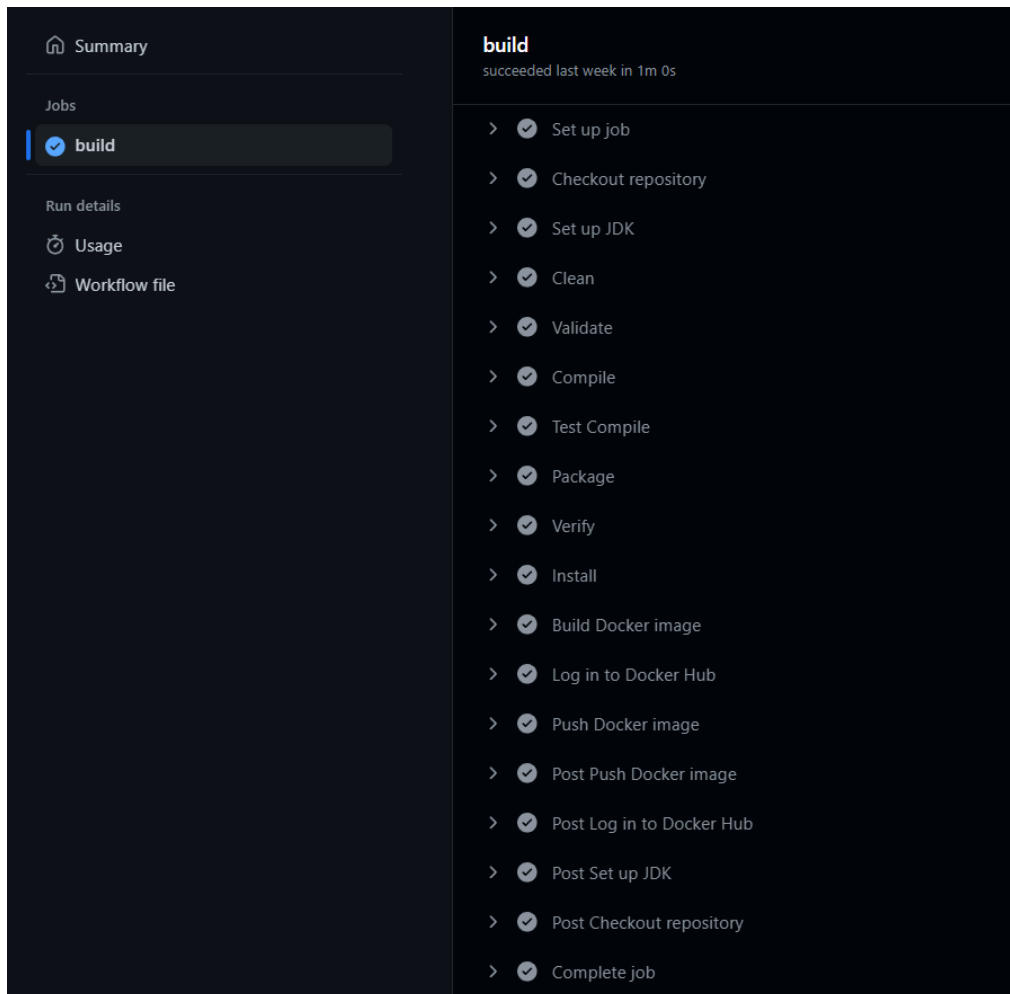 Summary
Jobs
build
Run details
Usage
Workflow file
build
succeeded last week in 1m 0s
Set up job
Checkout repository
Set up JDK
Clean
Validate
Compile
Test Compile
Package
Verify
Install
Build Docker image
Log in to Docker Hub
Push Docker image
Post Push Docker image
Post Log in to Docker Hub
Post Set up JDK
Post Checkout repository
Complete job